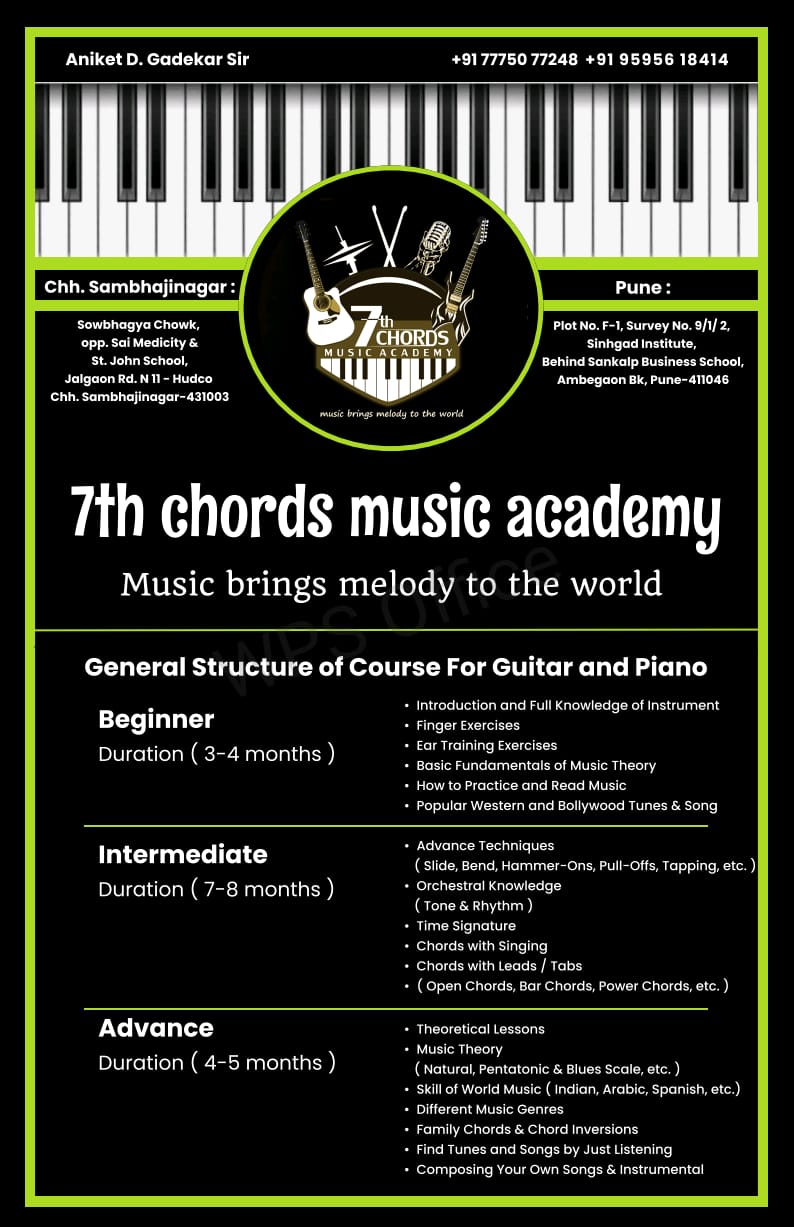 Aniket D. Gadekar Sir
+91 77750 77248 +91 95956 18414
Chh. Sambhajinagar :
Sowbhagya Chowk,
opp. Sai Medicity &
St. John School,
Jalgaon Rd. N 11 - Hudco
Chh. Sambhajinagar-431003
7th
CHORDS
MUSIC ACADEMY
music brings melody to the world
Pune :
Plot No. F-1, Survey No. 9/1/ 2,
Sinhgad Institute,
Behind Sankalp Business School,
Ambegaon Bk, Pune-411046
7th chords music academy
Music brings melody to the world
WPS Office
General Structure of Course For Guitar and Piano
Beginner
Duration ( 3-4 months )
• Introduction and Full Knowledge of Instrument
• Finger Exercises
• Ear Training Exercises
• Basic Fundamentals of Music Theory
• How to Practice and Read Music
• Popular Western and Bollywood Tunes & Song
Intermediate
Duration ( 7-8 months )
• Advance Techniques
( Slide, Bend, Hammer-Ons, Pull-Offs, Tapping, etc. )
• Orchestral Knowledge
( Tone & Rhythm )
• Time Signature
• Chords with Singing
• Chords with Leads / Tabs
• ( Open Chords, Bar Chords, Power Chords, etc. )
Advance
Duration ( 4-5 months )
• Theoretical Lessons
• Music Theory
( Natural, Pentatonic & Blues Scale, etc. )
• Skill of World Music ( Indian, Arabic, Spanish, etc.)
• Different Music Genres
• Family Chords & Chord Inversions
• Find Tunes and Songs by Just Listening
• Composing Your Own Songs & Instrumental